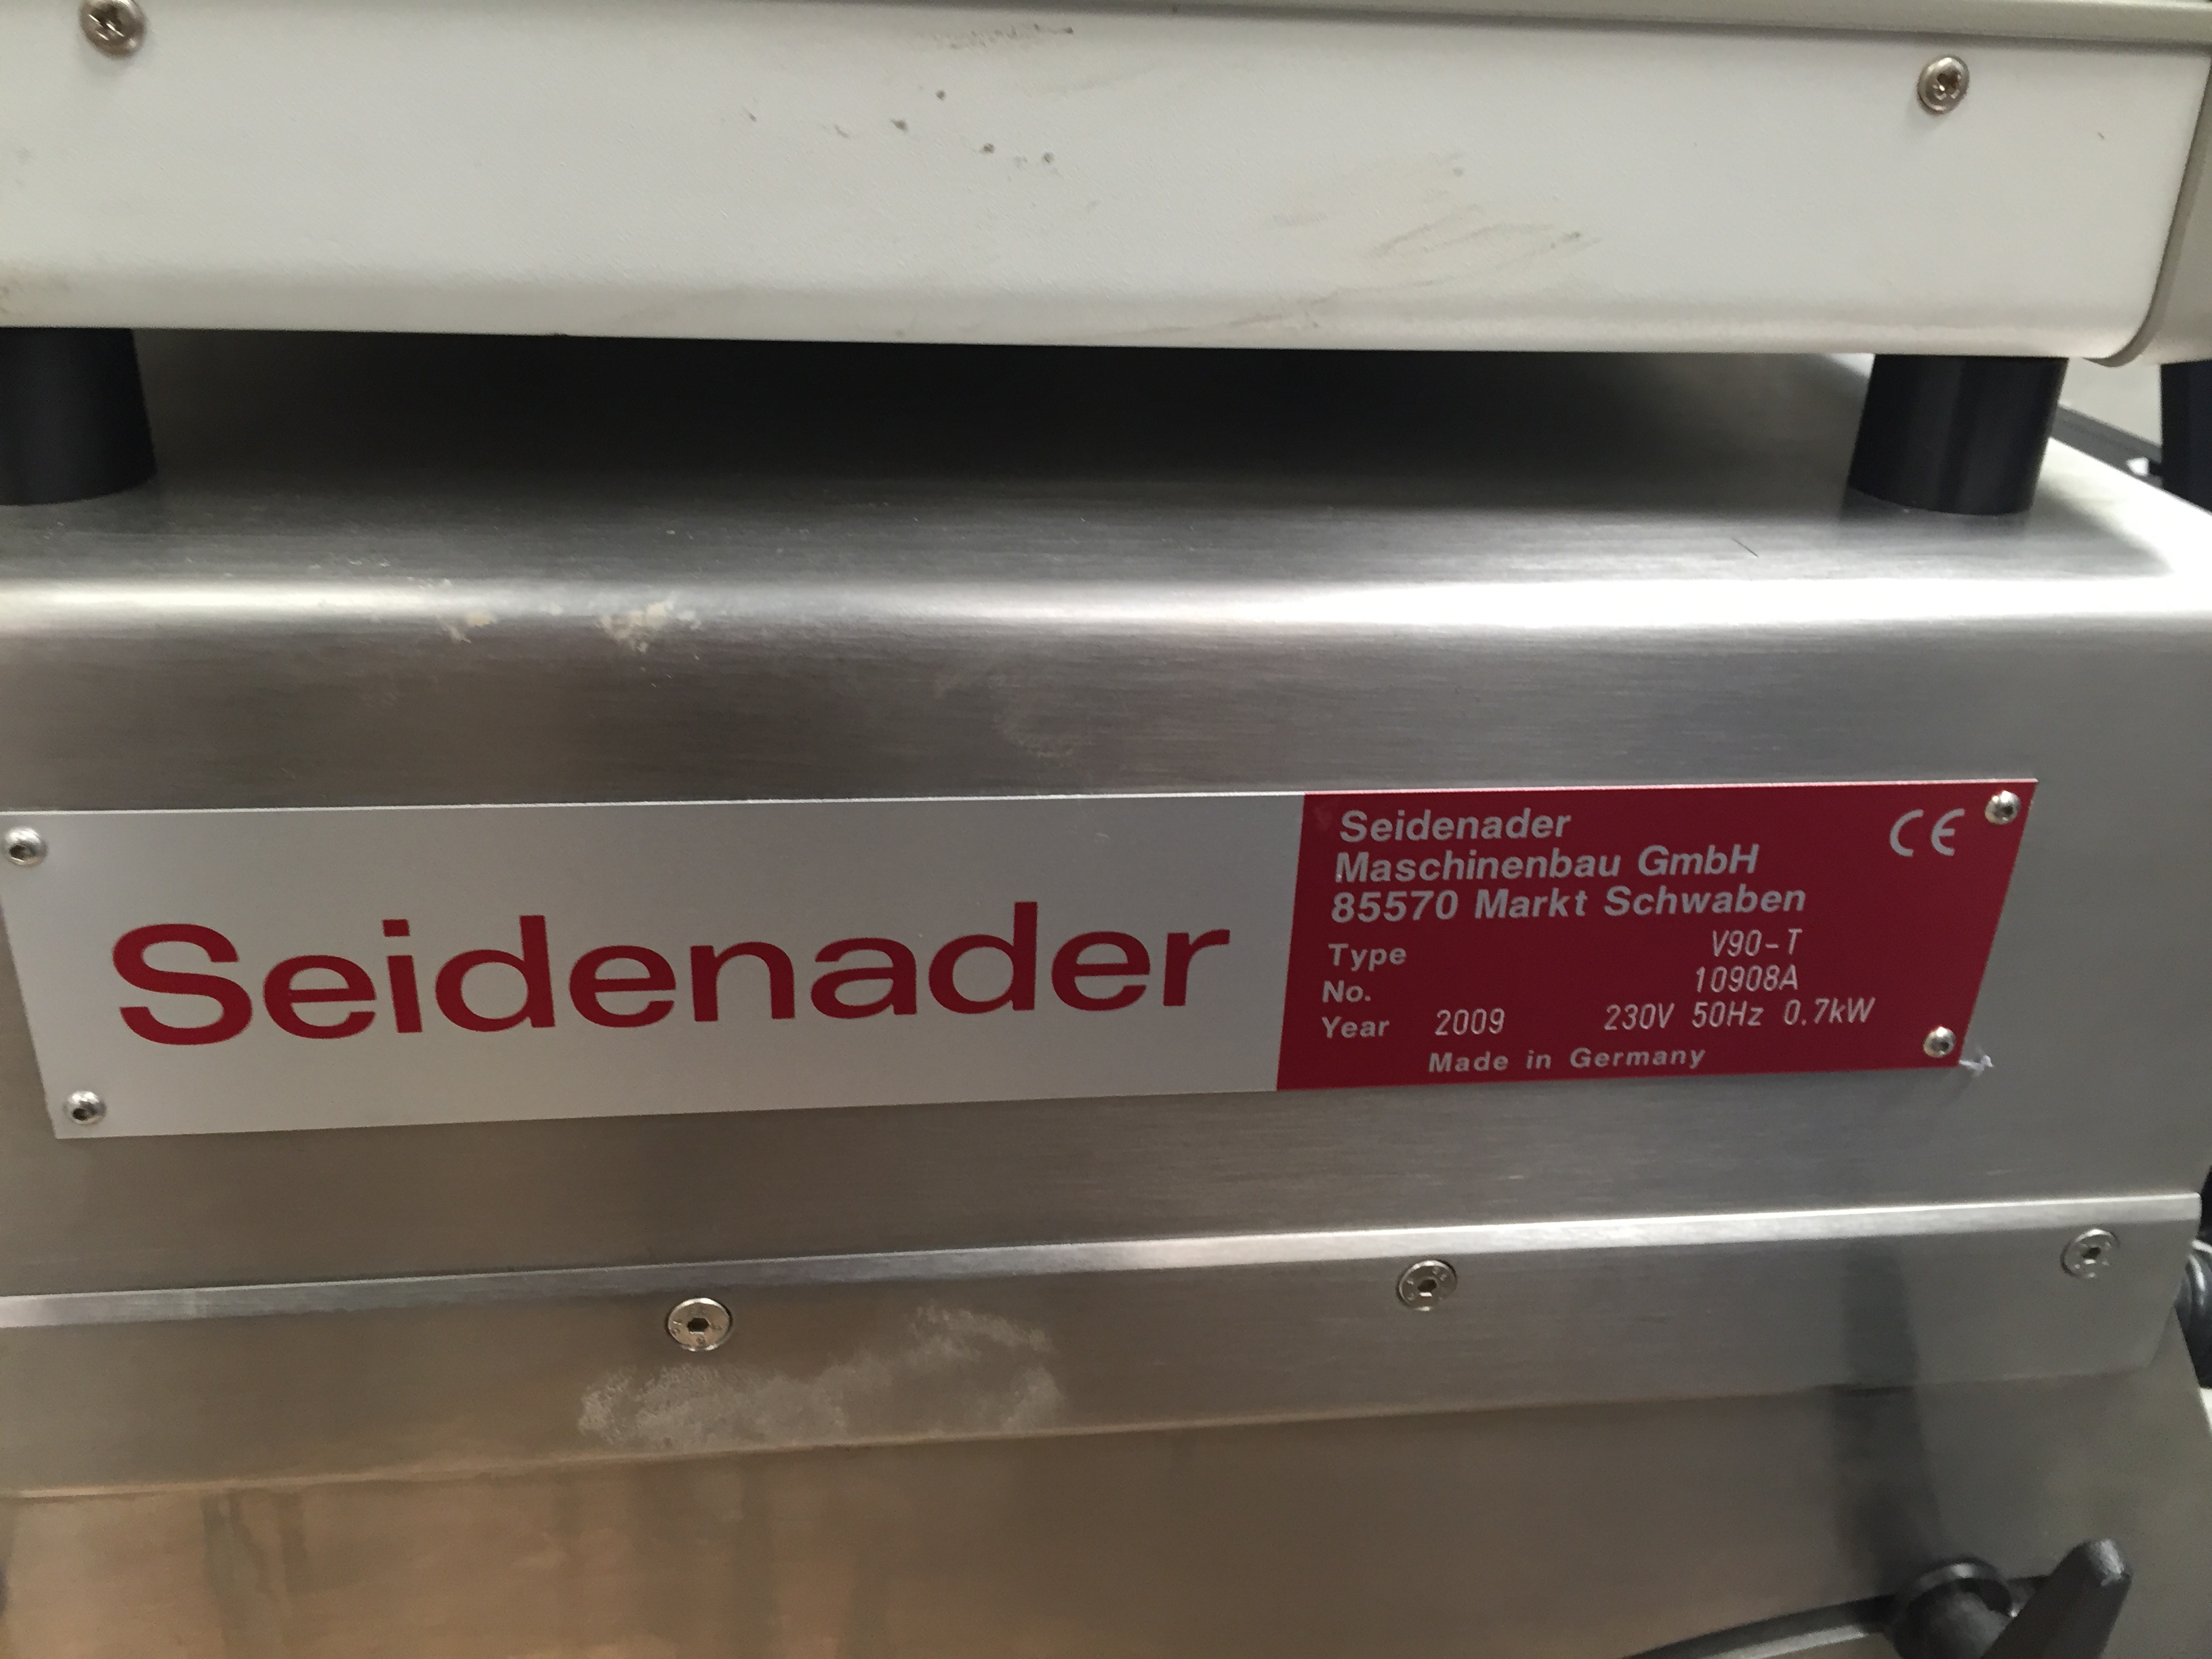 Seidenader
Seidenader
Maschinenbau GmbH
85570 Markt Schwaben
CE
Type V90-T
No. 10908A
Year 2009 230V 50Hz 0.7kW
Made in Germany